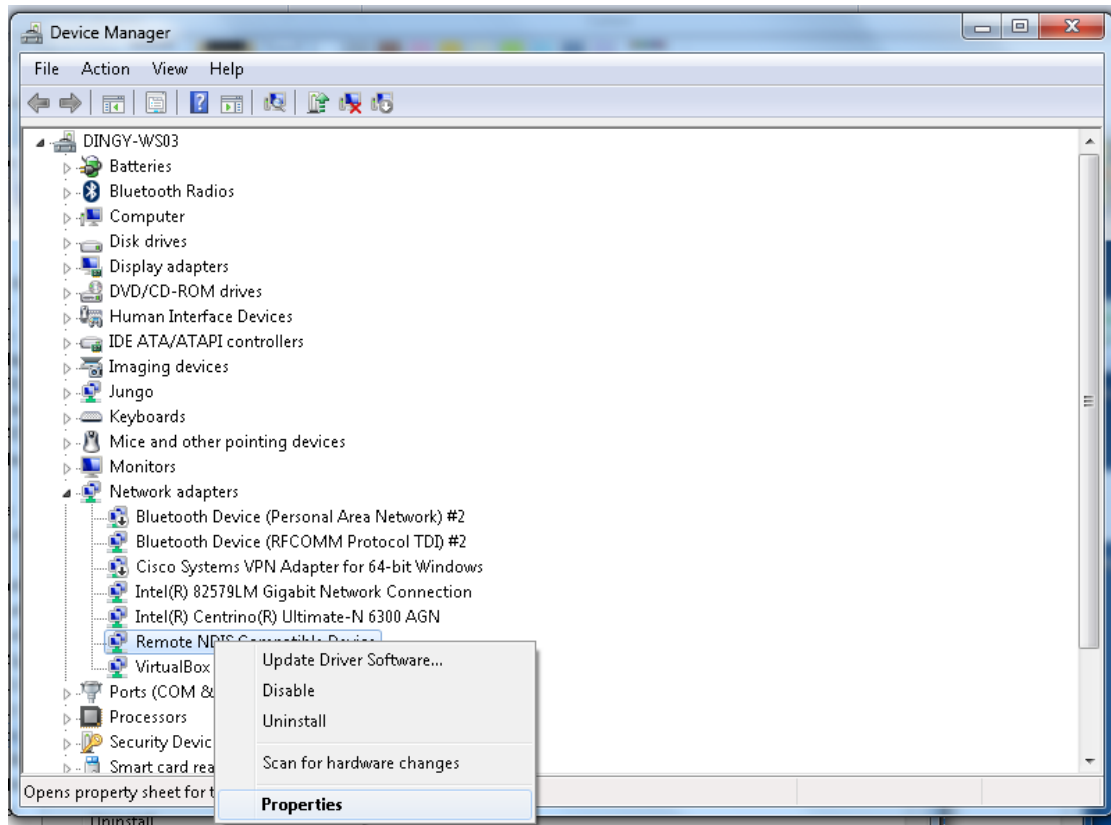 Device Manager
File Action View Help
DINGY-WS03
Batteries
Bluetooth Radios
Computer
Disk drives
Display adapters
DVD/CD-ROM drives
Human Interface Devices
IDE ATA/ATAPI controllers
Imaging devices
Jungo
Keyboards
Mice and other pointing devices
Monitors
Network adapters
Bluetooth Device (Personal Area Network) #2
Bluetooth Device (RFCOMM Protocol TDI) #2
Cisco Systems VPN Adapter for 64-bit Windows
Intel(R) 82579LM Gigabit Network Connection
Intel(R) Centrino(R) Ultimate-N 6300 AGN
Remote NDIS Compatible Device
VirtualBox
Update Driver Software...
Ports (COM &
Disable
Processors
Uninstall
Security Devic
Smart card rea
Scan for hardware changes
Opens property sheet for t
Properties
Uninstall